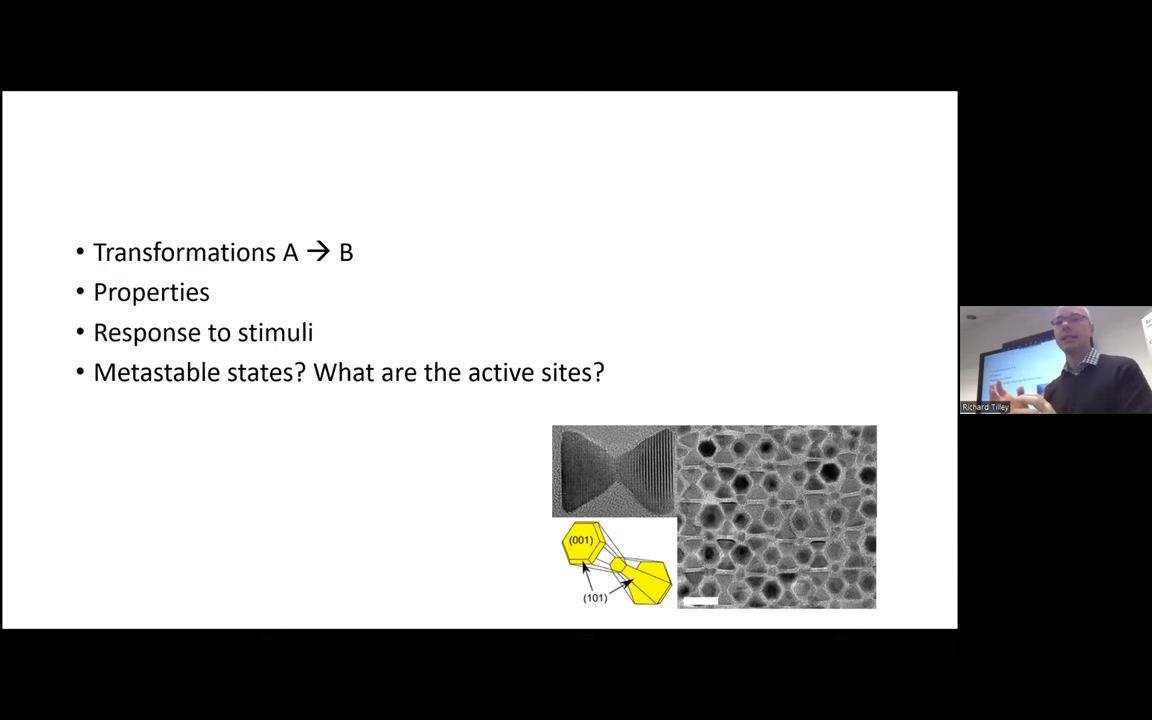 • Transformations A → B
• Properties
• Response to stimuli
• Metastable states? What are the active sites?
(001)
(101)
Richard Tilley